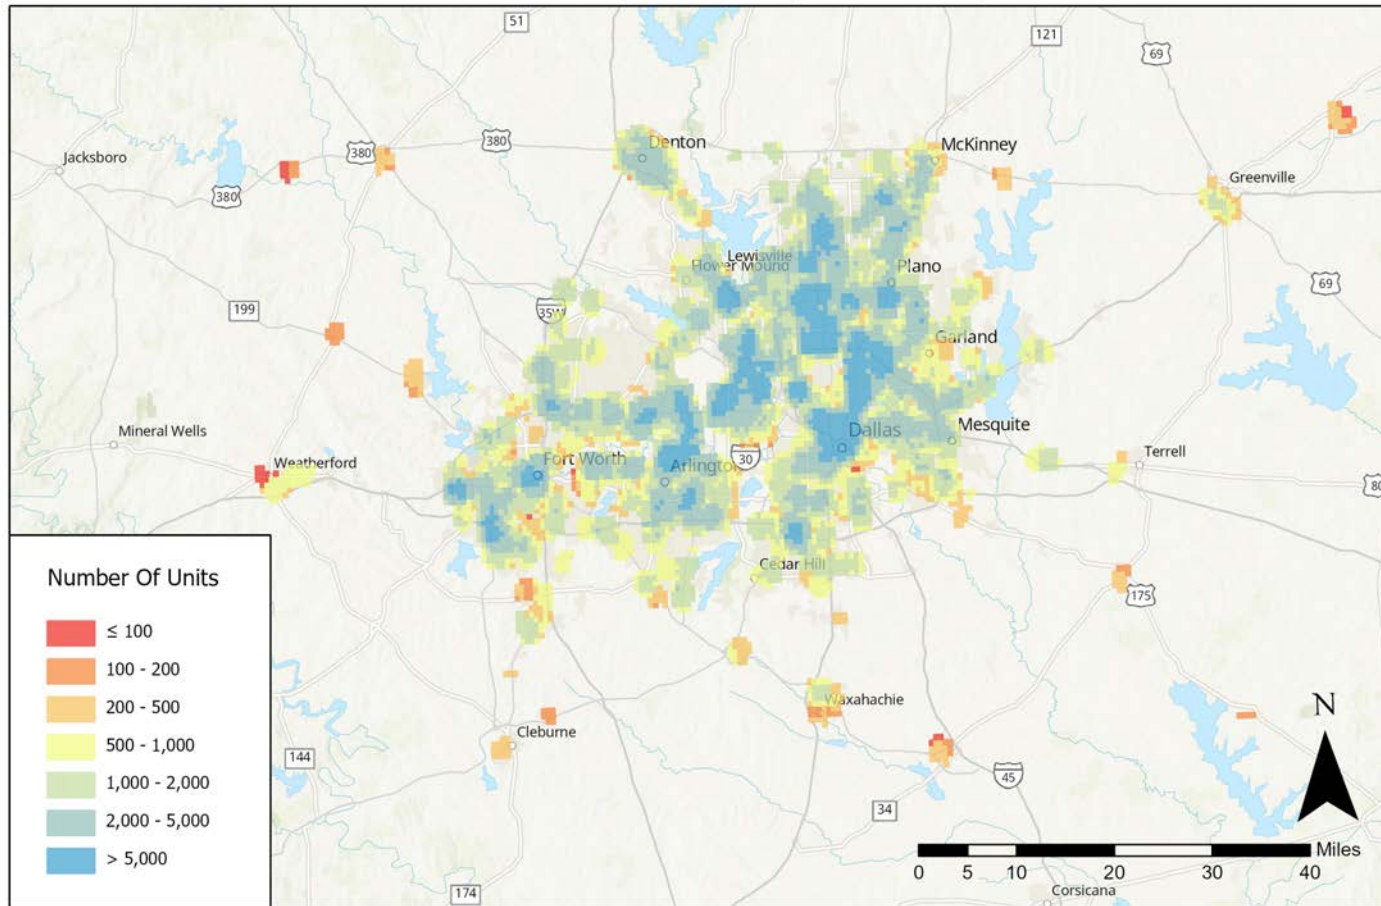 51
121
69
Jacksboro
380
380
Denton
McKinney
380
Greenville
Lewisville
Flower Mound
Plano
69
199
35W
Garland
Mineral Wells
Dallas
Mesquite
Weatherford
Fort Worth
Arlington
30
Terrell
80
Cedar Hill
175
Number Of Units
≤ 100
100 - 200
200 - 500
500 - 1,000
1,000 - 2,000
2,000 - 5,000
> 5,000
Waxahachie
N
Cleburne
144
45
34
Miles
0 5 10 20 30 40
174
Corsicana